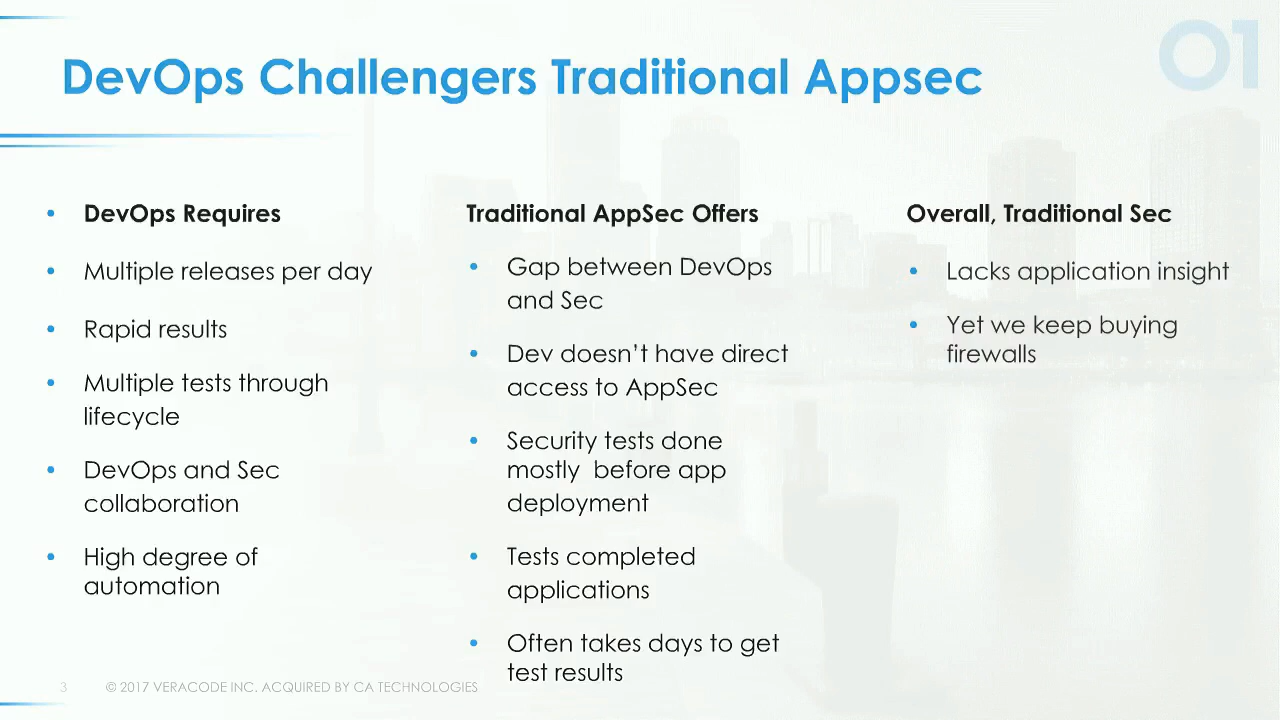 01
DevOps Challengers Traditional Appsec
• DevOps Requires
• Multiple releases per day
• Rapid results
• Multiple tests through
lifecycle
• DevOps and Sec
collaboration
• High degree of
automation
Traditional AppSec Offers
• Gap between DevOps
and Sec
• Dev doesn’t have direct
access to AppSec
• Security tests done
mostly  before app
deployment
• Tests completed
applications
• Often takes days to get
test results
Overall, Traditional Sec
• Lacks application insight
• Yet we keep buying
firewalls
3 © 2017 VERACODE INC. ACQUIRED BY CA TECHNOLOGIES